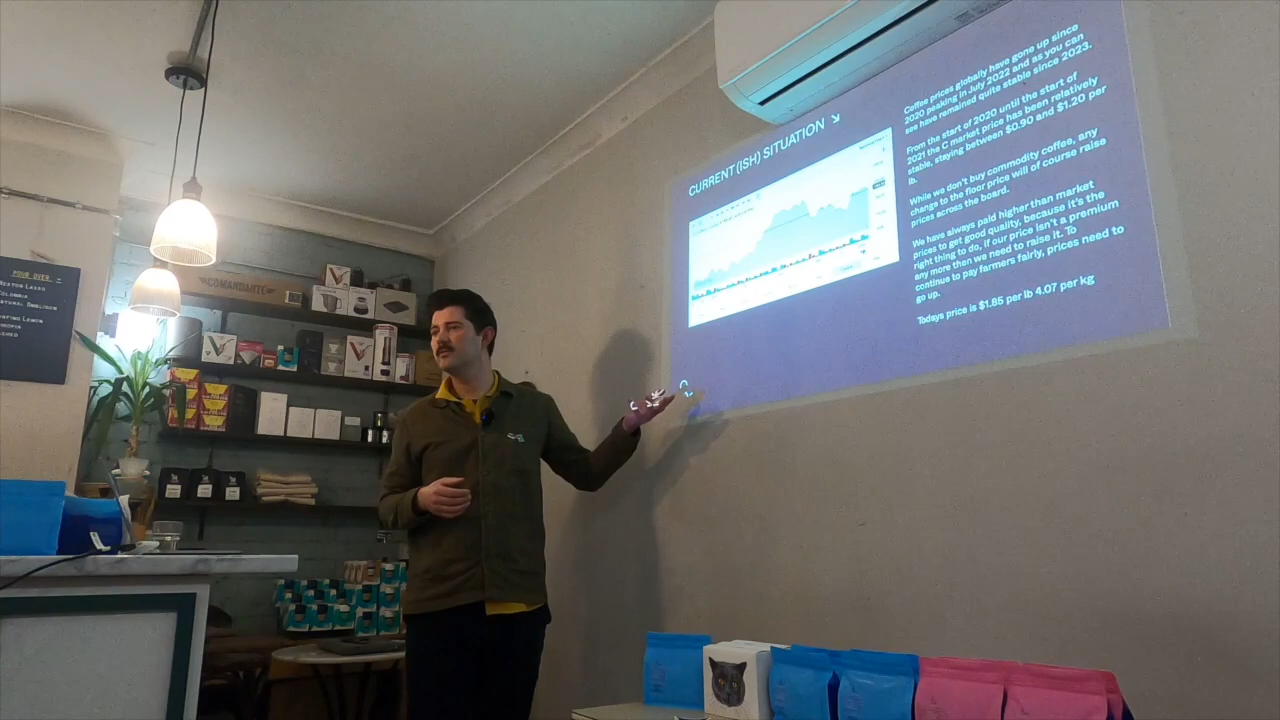 CURRENT(ISH) SITUATION ↘
Coffee prices globally have gone up since
2020 peaking in July 2022 and as you can
see have remained quite stable since 2023.
From the start of 2020 until the start of
2021 the C market price has been relatively
stable, staying between $0.90 and $1.20 per
lb.
While we don't buy commodity coffee, any
change to the floor price will of course raise
prices across the board.
We have always paid higher than market
prices to get good quality, because it's the
right thing to do, if our price isn't a premium
any more then we need to raise it. To
continue to pay farmers fairly, prices need to
go up.
Todays price is $1.85 per lb 4.07 per kg
COMANDANTE
POUR OVER
COLOMBIA